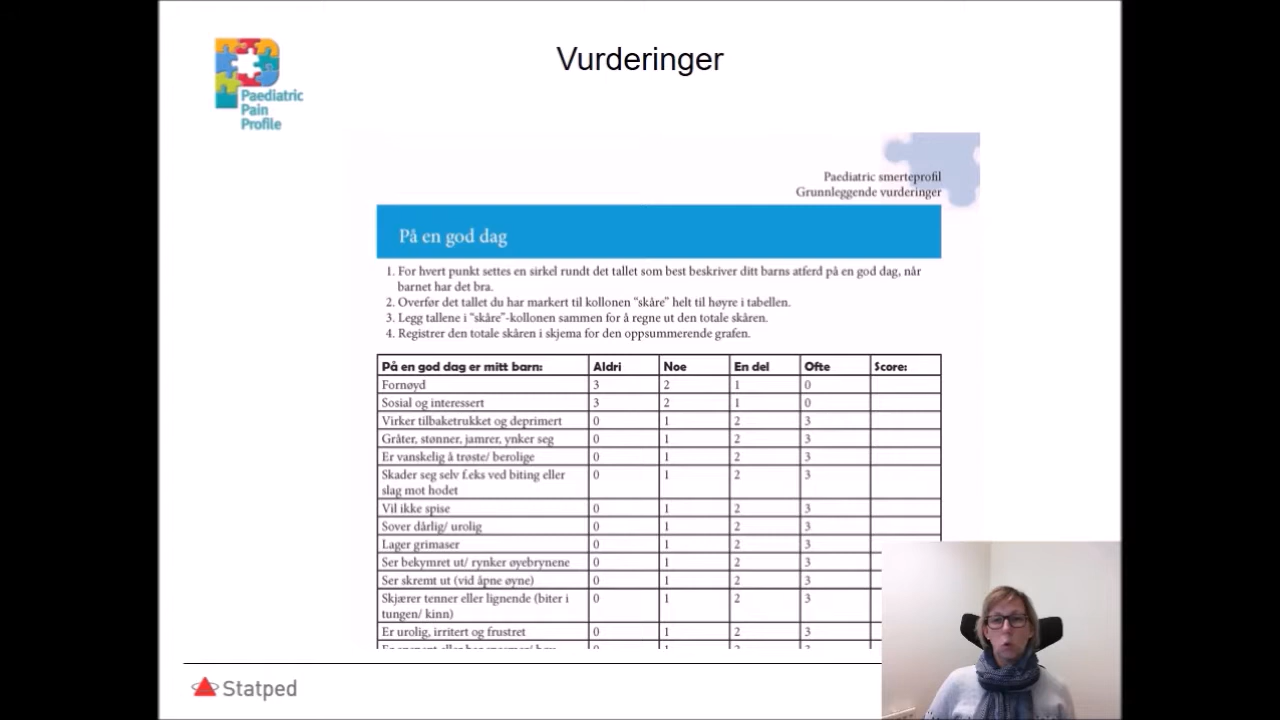 Vurderinger
Paediatric
Pain
Profile
Paediatric smerteprofil
Grunnleggende vurderinger
På en god dag
1. For hvert punkt settes en sirkel rundt det tallet som best beskriver ditt barns atferd på en god dag, når
barnet har det bra.
2. Overfør det tallet du har markert til kollonen "skåre" helt til høyre i tabellen.
3. Legg tallene i "skåre"-kollonen sammen for å regne ut den totale skåren.
4. Registrer den totale skåren i skjema for den oppsummerende grafen.
På en god dag er mitt barn: Aldri Noe En del Ofte Score:
Fornøyd 3 2 1 0
Sosial og interessert 3 2 1 0
Virker tilbaketrukket og deprimert 0 1 2 3
Gråter, stønner, jamrer, ynker seg 0 1 2 3
Er vanskelig å trøste/ berolige 0 1 2 3
Skader seg selv f.eks ved biting eller 0 1 2 3
slag mot hodet
Vil ikke spise 0 1 2 3
Sover dårlig/ urolig 0 1 2 3
Lager grimaser 0 1 2 3
Ser bekymret ut/ rynker øyebrynene 0 1 2 3
Ser skremt ut (vid åpne øyne) 0 1 2 3
Skjærer tenner eller lignende (biter i 0 1 2 3
tungen/ kinn)
Er urolig, irritert og frustret 0 1 2 3
Statped